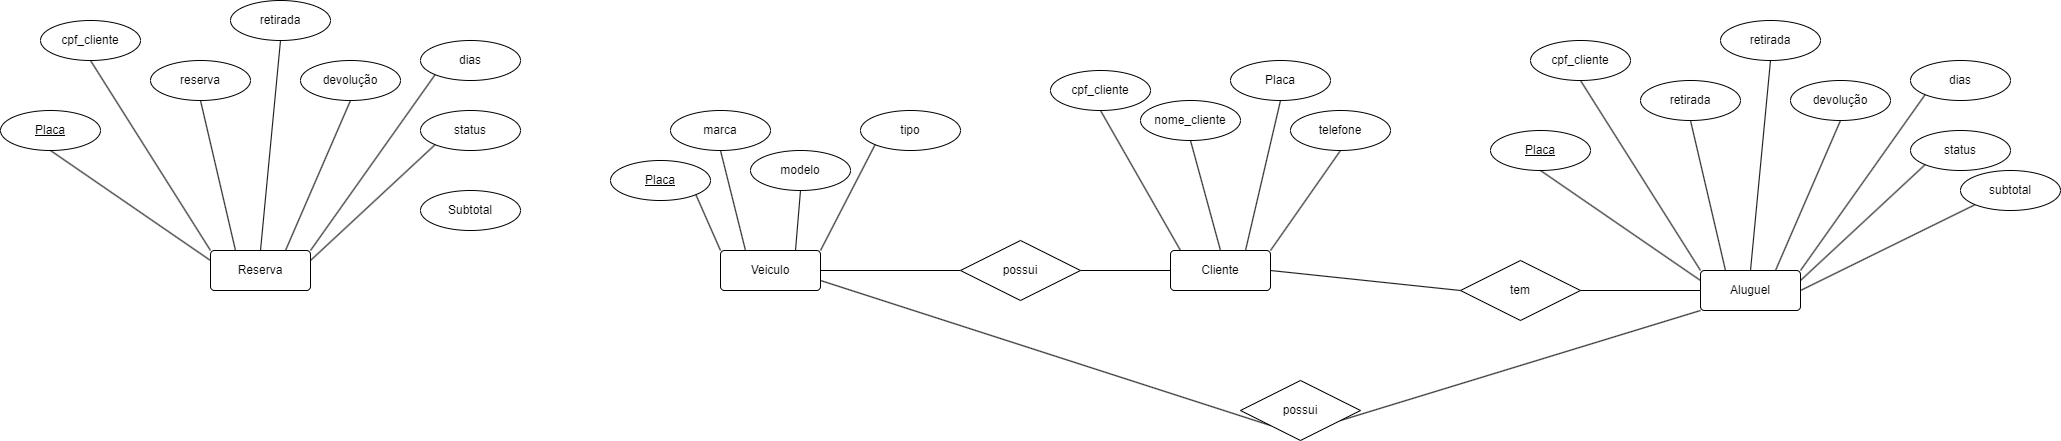 retirada
cpf_cliente
dias
reserva
devolução
Placa
status
Subtotal
Reserva
marca
tipo
modelo
Placa
Veiculo
possui
cpf_cliente
Placa
nome_cliente
telefone
Cliente
tem
possui
retirada
cpf_cliente
dias
retirada
devolução
Placa
status
subtotal
Aluguel